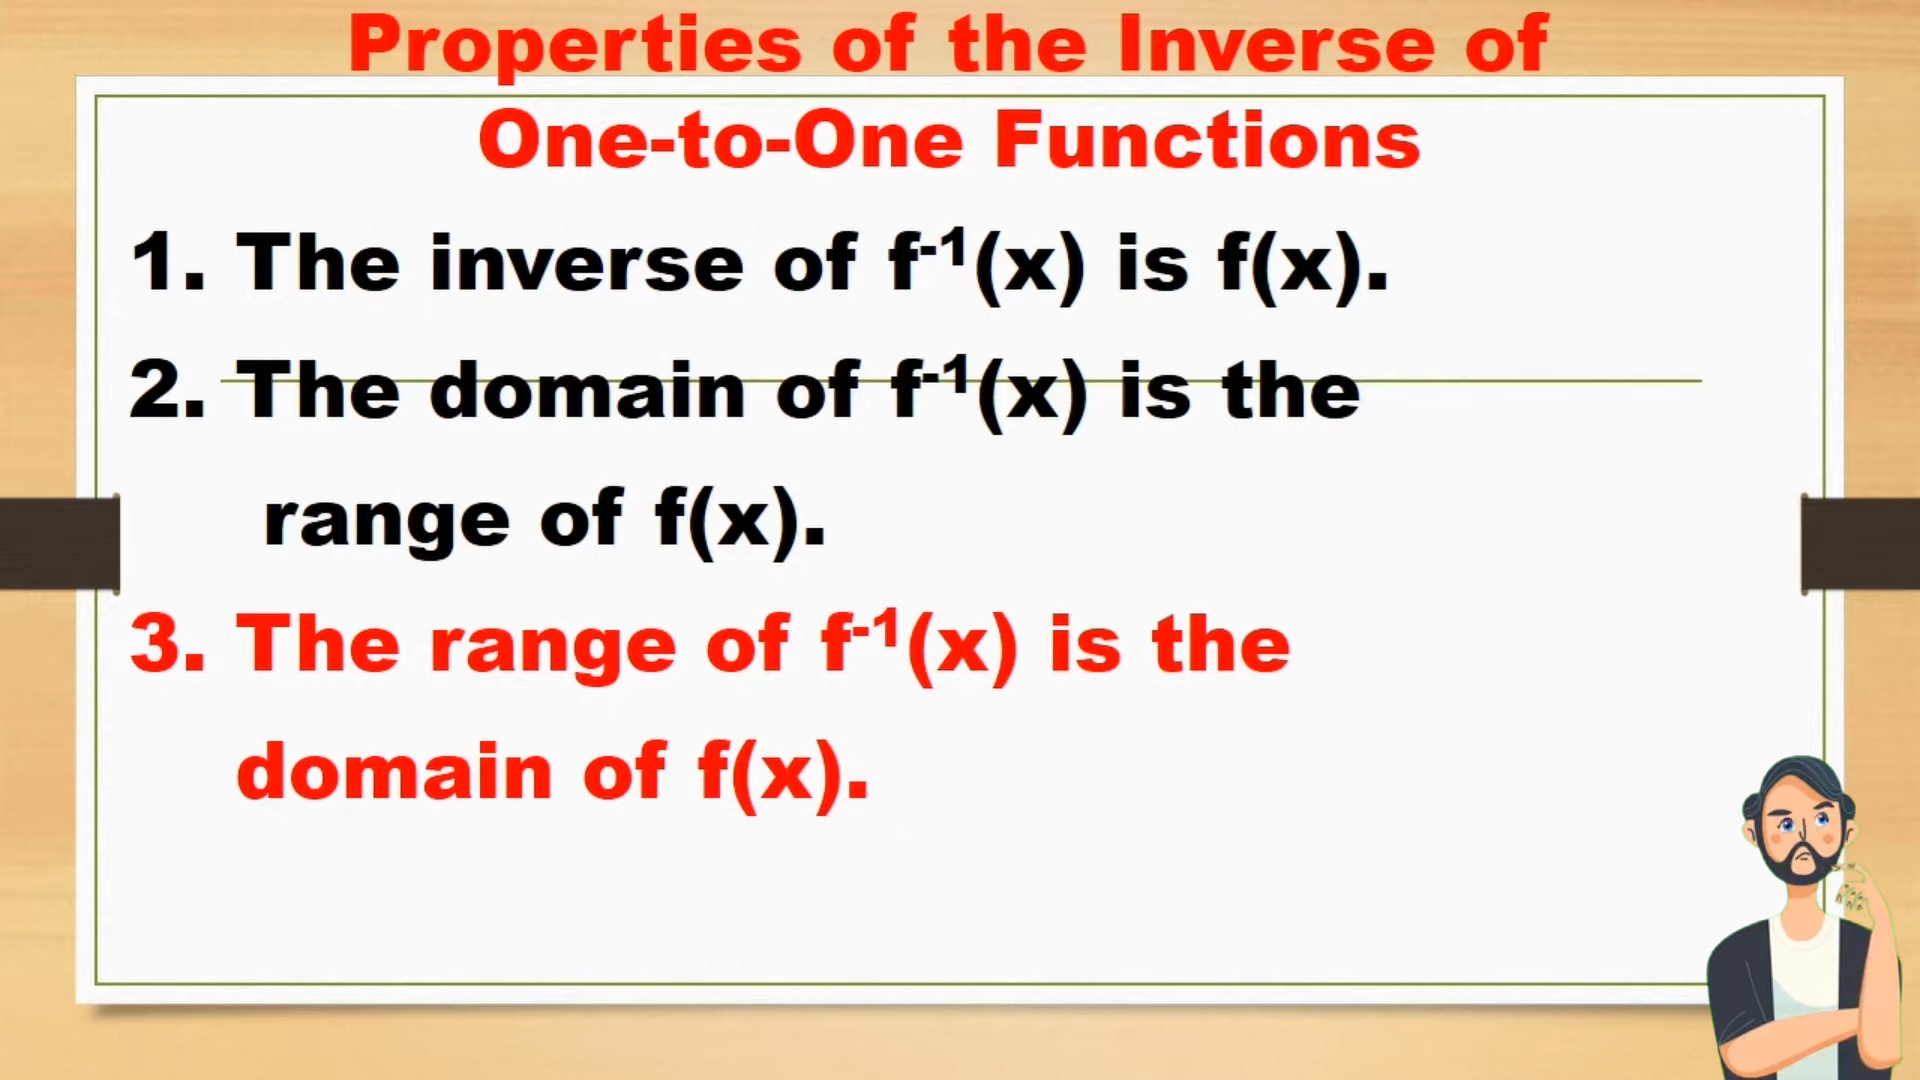 Properties of the Inverse of
One-to-One Functions
1. The inverse of f⁻¹(x) is f(x).
2. The domain of f⁻¹(x) is the
range of f(x).
3. The range of f⁻¹(x) is the
domain of f(x).